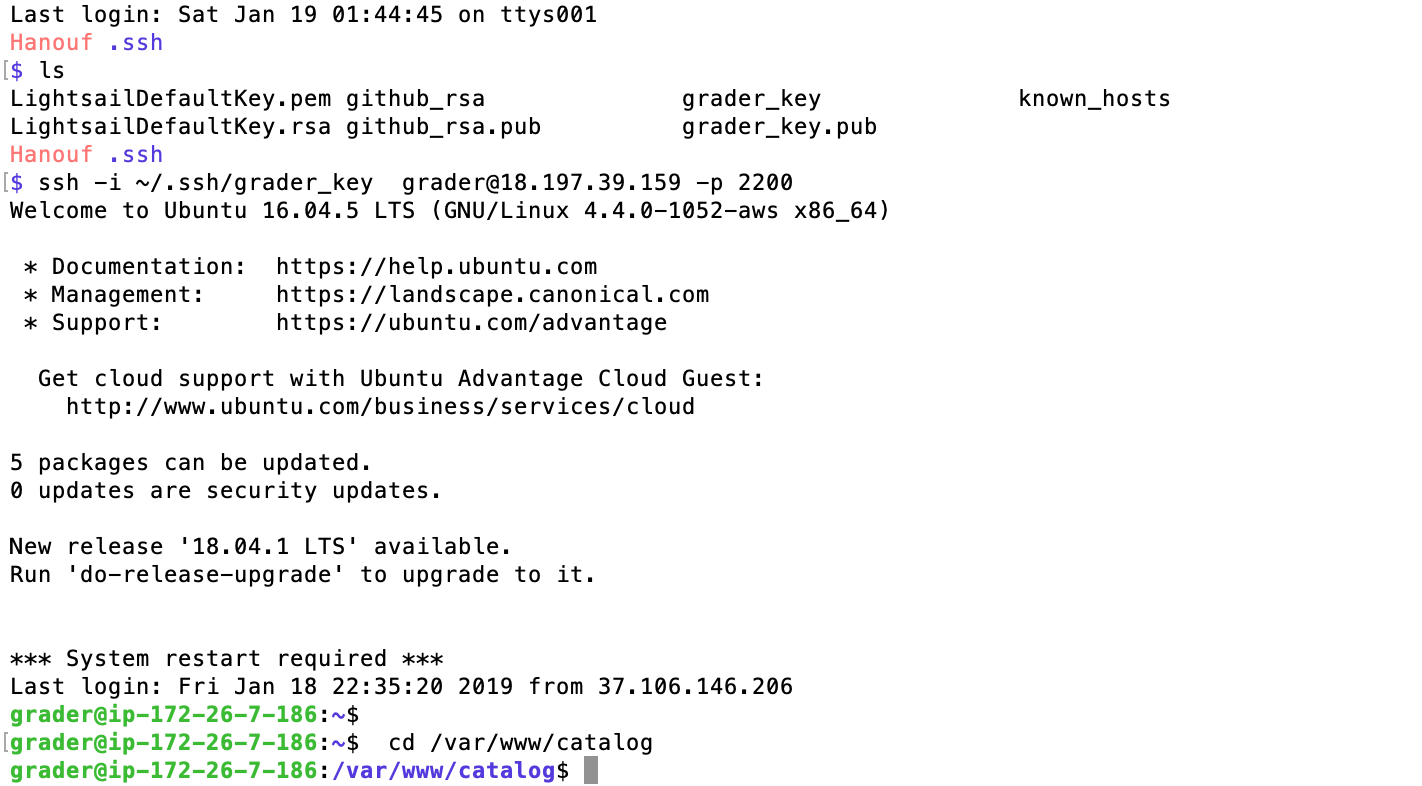 Last login: Sat Jan 19 01:44:45 on ttys001
Hanouf .ssh
[$ ls
LightsailDefaultKey.pem github_rsa              grader_key              known_hosts
LightsailDefaultKey.rsa github_rsa.pub          grader_key.pub
Hanouf .ssh
[$ ssh -i ~/.ssh/grader_key  grader@18.197.39.159 -p 2200
Welcome to Ubuntu 16.04.5 LTS (GNU/Linux 4.4.0-1052-aws x86_64)

 * Documentation:  https://help.ubuntu.com
 * Management:     https://landscape.canonical.com
 * Support:        https://ubuntu.com/advantage

  Get cloud support with Ubuntu Advantage Cloud Guest:
    http://www.ubuntu.com/business/services/cloud

5 packages can be updated.
0 updates are security updates.

New release '18.04.1 LTS' available.
Run 'do-release-upgrade' to upgrade to it.


*** System restart required ***
Last login: Fri Jan 18 22:35:20 2019 from 37.106.146.206
grader@ip-172-26-7-186:~$
[grader@ip-172-26-7-186:~$  cd /var/www/catalog
grader@ip-172-26-7-186:/var/www/catalog$